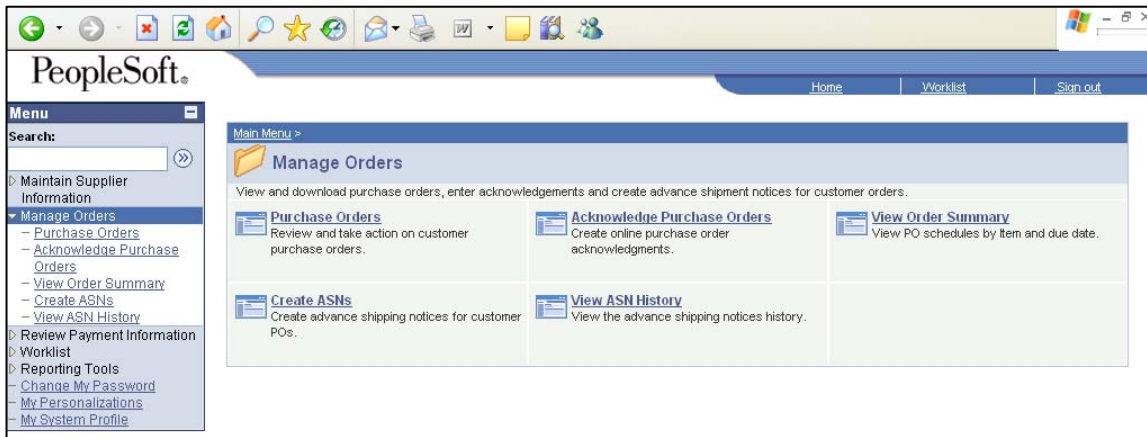 PeopleSoft®
Home
Worklist
Sign out
Menu
Search:
Maintain Supplier
Information
Manage Orders
Purchase Orders
Acknowledge Purchase
Orders
View Order Summary
Create ASNs
View ASN History
Review Payment Information
Worklist
Reporting Tools
Change My Password
My Personalizations
My System Profile
Main Menu >
Manage Orders
View and download purchase orders, enter acknowledgements and create advance shipment notices for customer orders.
Purchase Orders
Review and take action on customer
purchase orders.
Acknowledge Purchase Orders
Create online purchase order
acknowledgments.
View Order Summary
View PO schedules by Item and due date.
Create ASNs
Create advance shipping notices for customer
POs.
View ASN History
View the advance shipping notices history.